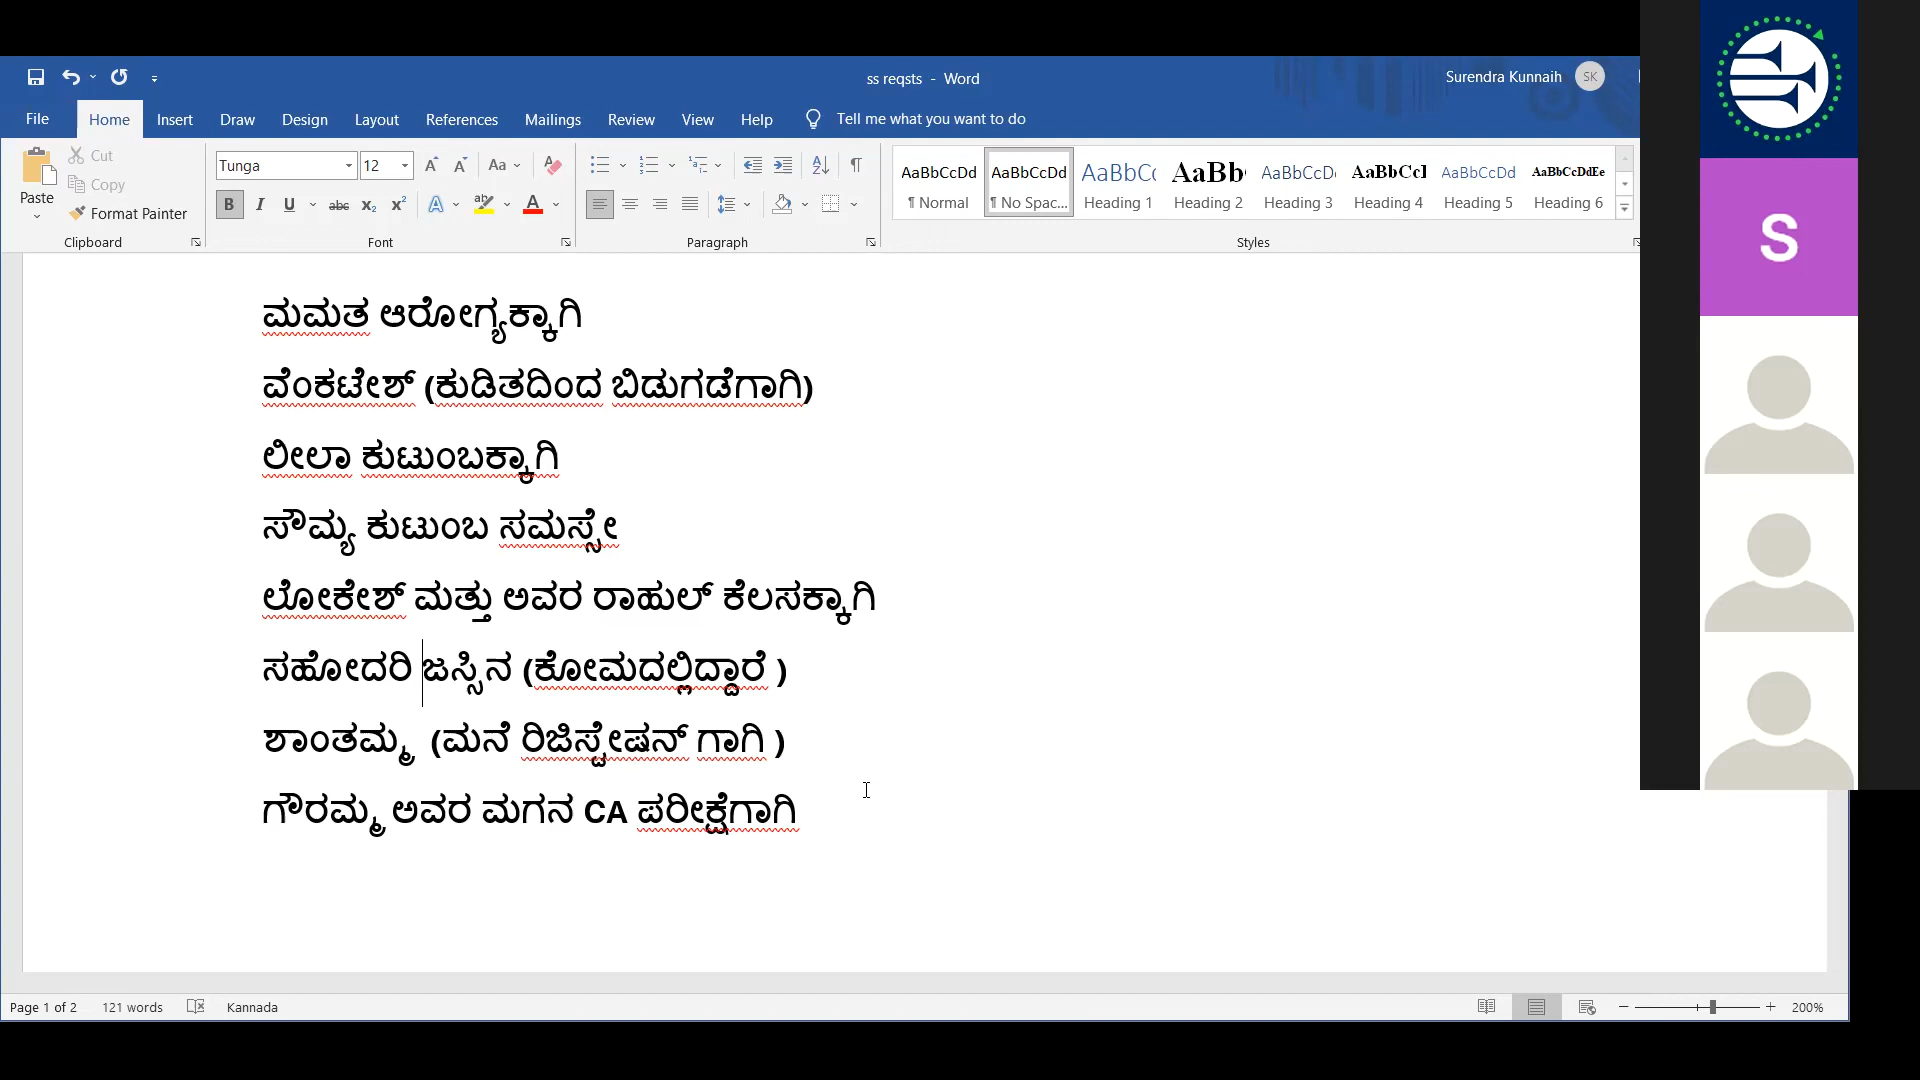 ss reqsts - Word
Surendra Kunnaih SK
File Home Insert Draw Design Layout References Mailings Review View Help Tell me what you want to do
Paste Cut Copy Format Painter Clipboard
Tunga 12 Font
Paragraph
AaBbCcDd ¶ Normal
AaBbCcDd ¶ No Spac...
AaBbCc Heading 1
AaBb Heading 2
AaBbCcD Heading 3
AaBbCcI Heading 4
AaBbCcDd Heading 5
AaBbCcDdEe Heading 6
Styles
S
ಮಮತ ಆರೋಗ್ಯಕ್ಕಾಗಿ
ವೆಂಕಟೇಶ್ (ಕುಡಿತದಿಂದ ಬಿಡುಗಡೆಗಾಗಿ)
ಲೀಲಾ ಕುಟುಂಬಕ್ಕಾಗಿ
ಸೌಮ್ಯ ಕುಟುಂಬ ಸಮಸ್ಸೇ
ಲೋಕೇಶ್ ಮತ್ತು ಅವರ ರಾಹುಲ್ ಕೆಲಸಕ್ಕಾಗಿ
ಸಹೋದರಿ ಜಸ್ಸಿನ (ಕೋಮದಲ್ಲಿದ್ದಾರೆ )
ಶಾಂತಮ್ಮ (ಮನೆ ರಿಜಿಸ್ಟೇಷನ್ ಗಾಗಿ )
ಗೌರಮ್ಮ ಅವರ ಮಗನ CA ಪರೀಕ್ಷೆಗಾಗಿ
Page 1 of 2 121 words Kannada 200%